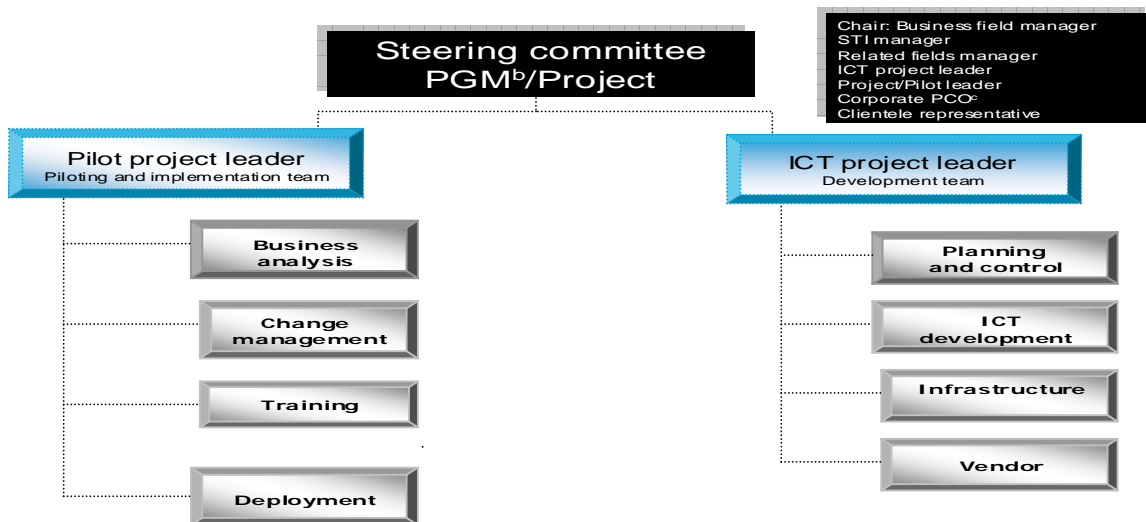 Steering committee
PGMᵇ/Project
Chair: Business field manager
STI manager
Related fields manager
ICT project leader
Project/Pilot leader
Corporate PCOᶜ
Clientele representative
Pilot project leader
Piloting and implementation team
ICT project leader
Development team
Business
analysis
Change
management
Training
Deployment
Planning
and control
ICT
development
Infrastructure
Vendor